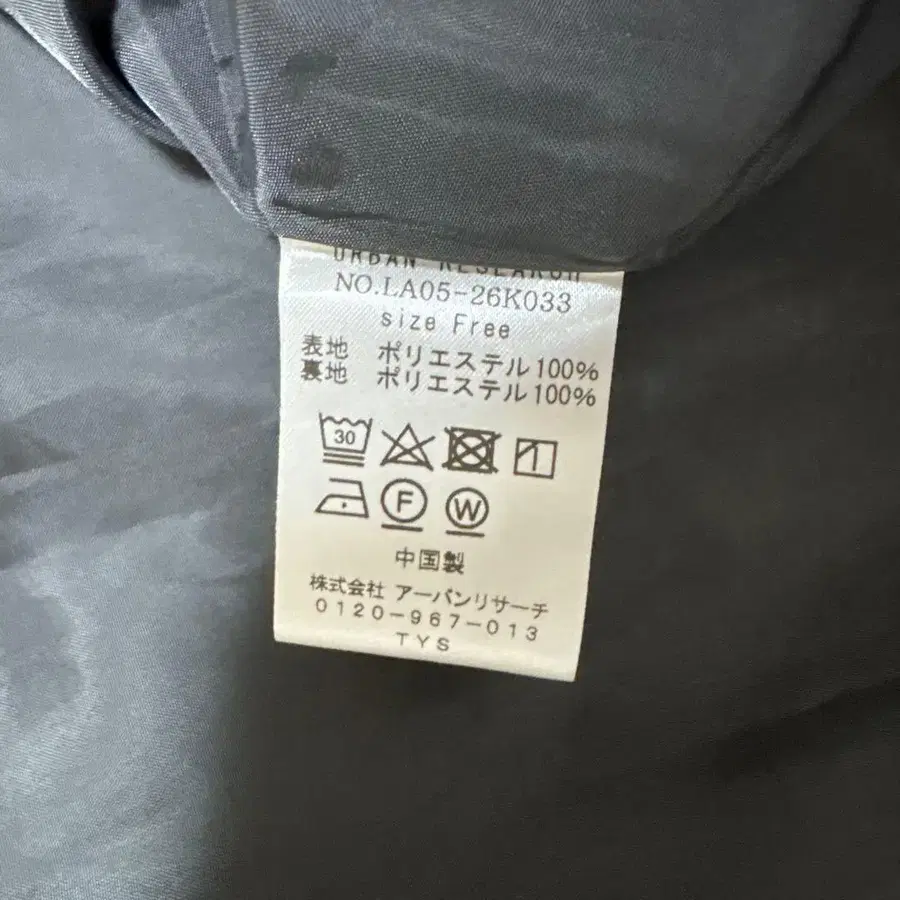 URBAN RESEARCH
NO.LA05-26K033
size Free
表地 ポリエステル100%
裏地 ポリエステル100%
30
F W
中国製
株式会社 アーバンリサーチ
0120-967-013
TYS